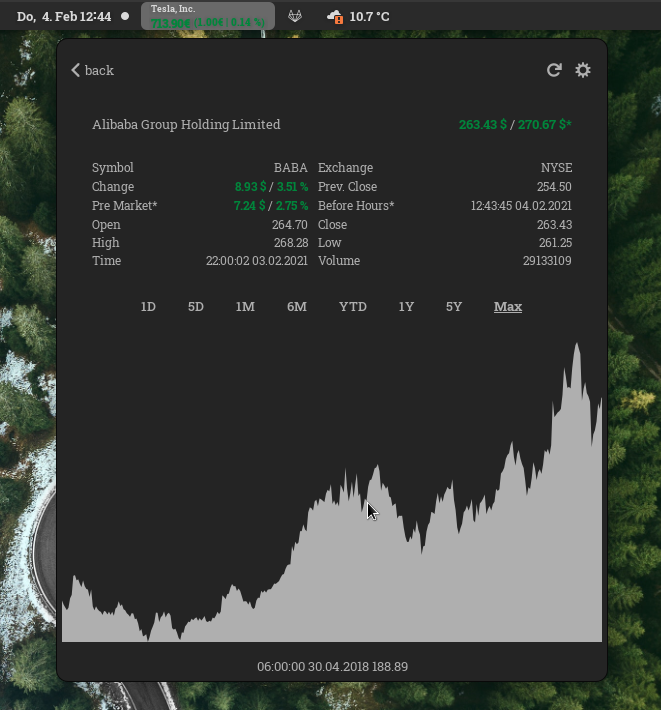 Do, 4. Feb 12:44
Tesla, Inc.
713.90€ (1.00€ | 0.14 %)
10.7 °C
back
Alibaba Group Holding Limited 263.43 $ / 270.67 $*
Symbol BABA Exchange NYSE
Change 8.93 $ / 3.51 % Prev. Close 254.50
Pre Market* 7.24 $ / 2.75 % Before Hours* 12:43:45 04.02.2021
Open 264.70 Close 263.43
High 268.28 Low 261.25
Time 22:00:02 03.02.2021 Volume 29133109
1D 5D 1M 6M YTD 1Y 5Y Max
06:00:00 30.04.2018 188.89